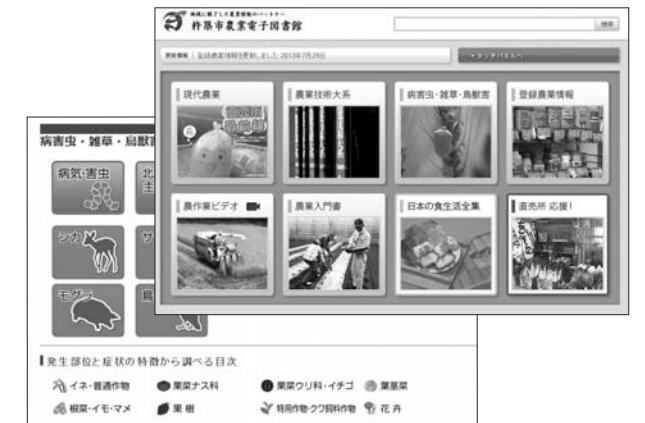 地域に根ざした農業情報のパートナー
杵築市農業電子図書館
検索
更新情報 登録農薬情報を更新しました 2013年7月29日
タッチパネルへ
現代農業
農業技術大系
病害虫・雑草・鳥獣害
登録農薬情報
農作業ビデオ
農業入門書
日本の食生活全集
直売所 応援!
病害虫・雑草・鳥獣
病気・害虫
シカ
モグラ
鳥
発生部位と症状の特徴から調べる目次
イネ・普通作物
果菜ナス科
果菜ウリ科・イチゴ
葉茎菜
根菜・イモ・マメ
果樹
特用作物・クワ飼料作物
花卉